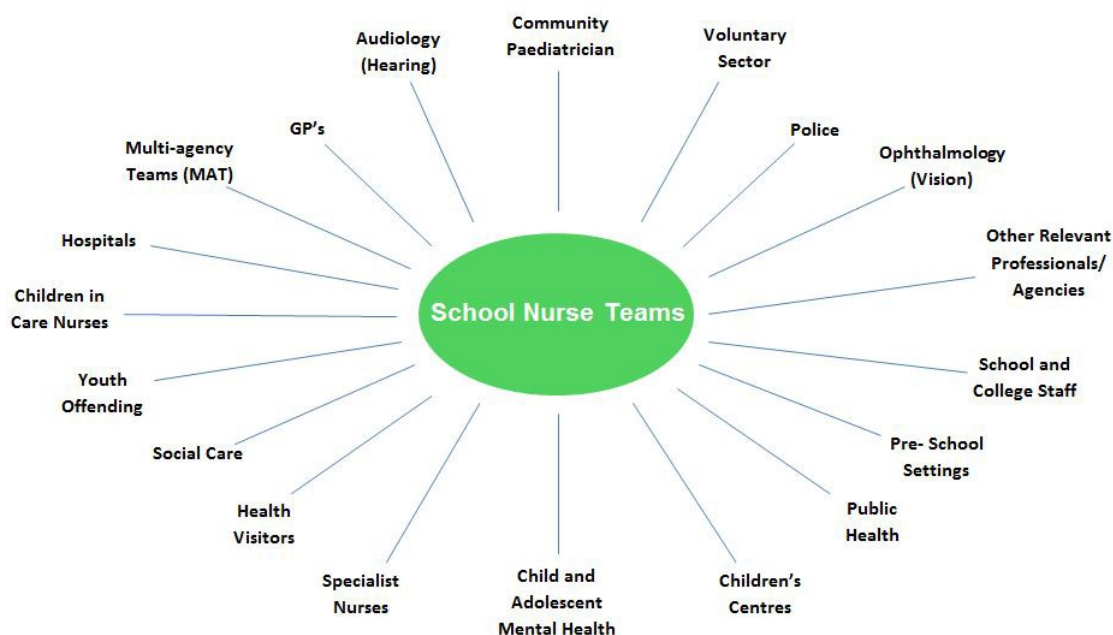 Community
Paediatrician
Voluntary
Sector
Police
Ophthalmology
(Vision)
Other Relevant
Professionals/
Agencies
School and
College Staff
Pre- School
Settings
Public
Health
Children’s
Centres
Child and
Adolescent
Mental Health
Specialist
Nurses
Health
Visitors
Social Care
Youth
Offending
Children in
Care Nurses
Hospitals
Multi-agency
Teams (MAT)
GP’s
Audiology
(Hearing)
School Nurse Teams